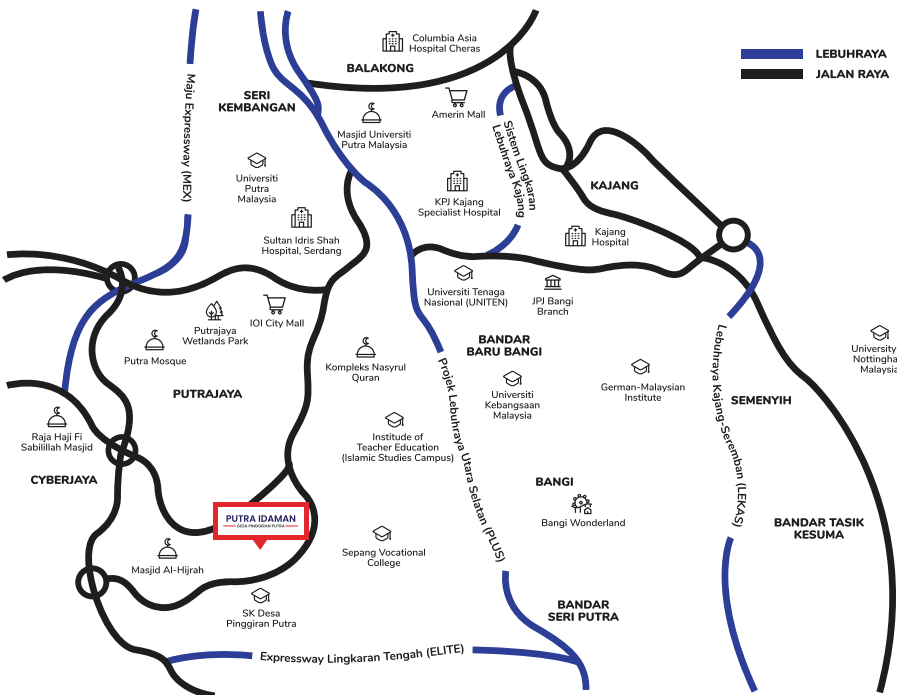 Columbia Asia
Hospital Cheras
BALAKONG
LEBUHRAYA
JALAN RAYA
SERI
KEMBANGAN
Maju Expressway (MEX)
Amerin Mall
Masjid Universiti
Putra Malaysia
Sistem Lingkaran
Lebuhraya Kajang
Universiti
Putra
Malaysia
KAJANG
KPJ Kajang
Specialist Hospital
Sultan Idris Shah
Hospital, Serdang
Kajang
Hospital
Universiti Tenaga
Nasional (UNITEN)
JPJ Bangi
Branch
IOI City Mall
Putrajaya
Wetlands Park
Putra Mosque
BANDAR
BARU BANGI
Kompleks Nasyrul
Quran
University
Nottingha
Malaysia
PUTRAJAYA
Universiti
Kebangsaan
Malaysia
German-Malaysian
Institute
SEMENYIH
Projek Lebuhraya Utara Selatan (PLUS)
Lebuhraya Kajang-Seremban (LEKAS)
Raja Haji Fi
Sabilillah Masjid
Institude of
Teacher Education
(Islamic Studies Campus)
CYBERJAYA
BANGI
Bangi Wonderland
PUTRA IDAMAN
DESA PINGGIRAN PUTRA
BANDAR TASIK
KESUMA
Sepang Vocational
College
Masjid Al-Hijrah
SK Desa
Pinggiran Putra
BANDAR
SERI PUTRA
Expressway Lingkaran Tengah (ELITE)